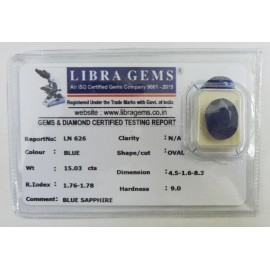 LIBRA GEMS
An ISO Certified Gems Company 9001 - 2015
Registered Under the Trade Marks with Govt. of India
website : www.libragems.co.in
GEMS & DIAMOND CERTIFIED TESTING REPORT
ReportNo: LN 626 Clarity N/A
Colour BLUE Shape/cut OVAL
Wt 15.03 cts Dimension 4.5-1.6-8.3
R.Index 1.76-1.78 Hardness 9.0
Comment BLUE SAPPHIRE